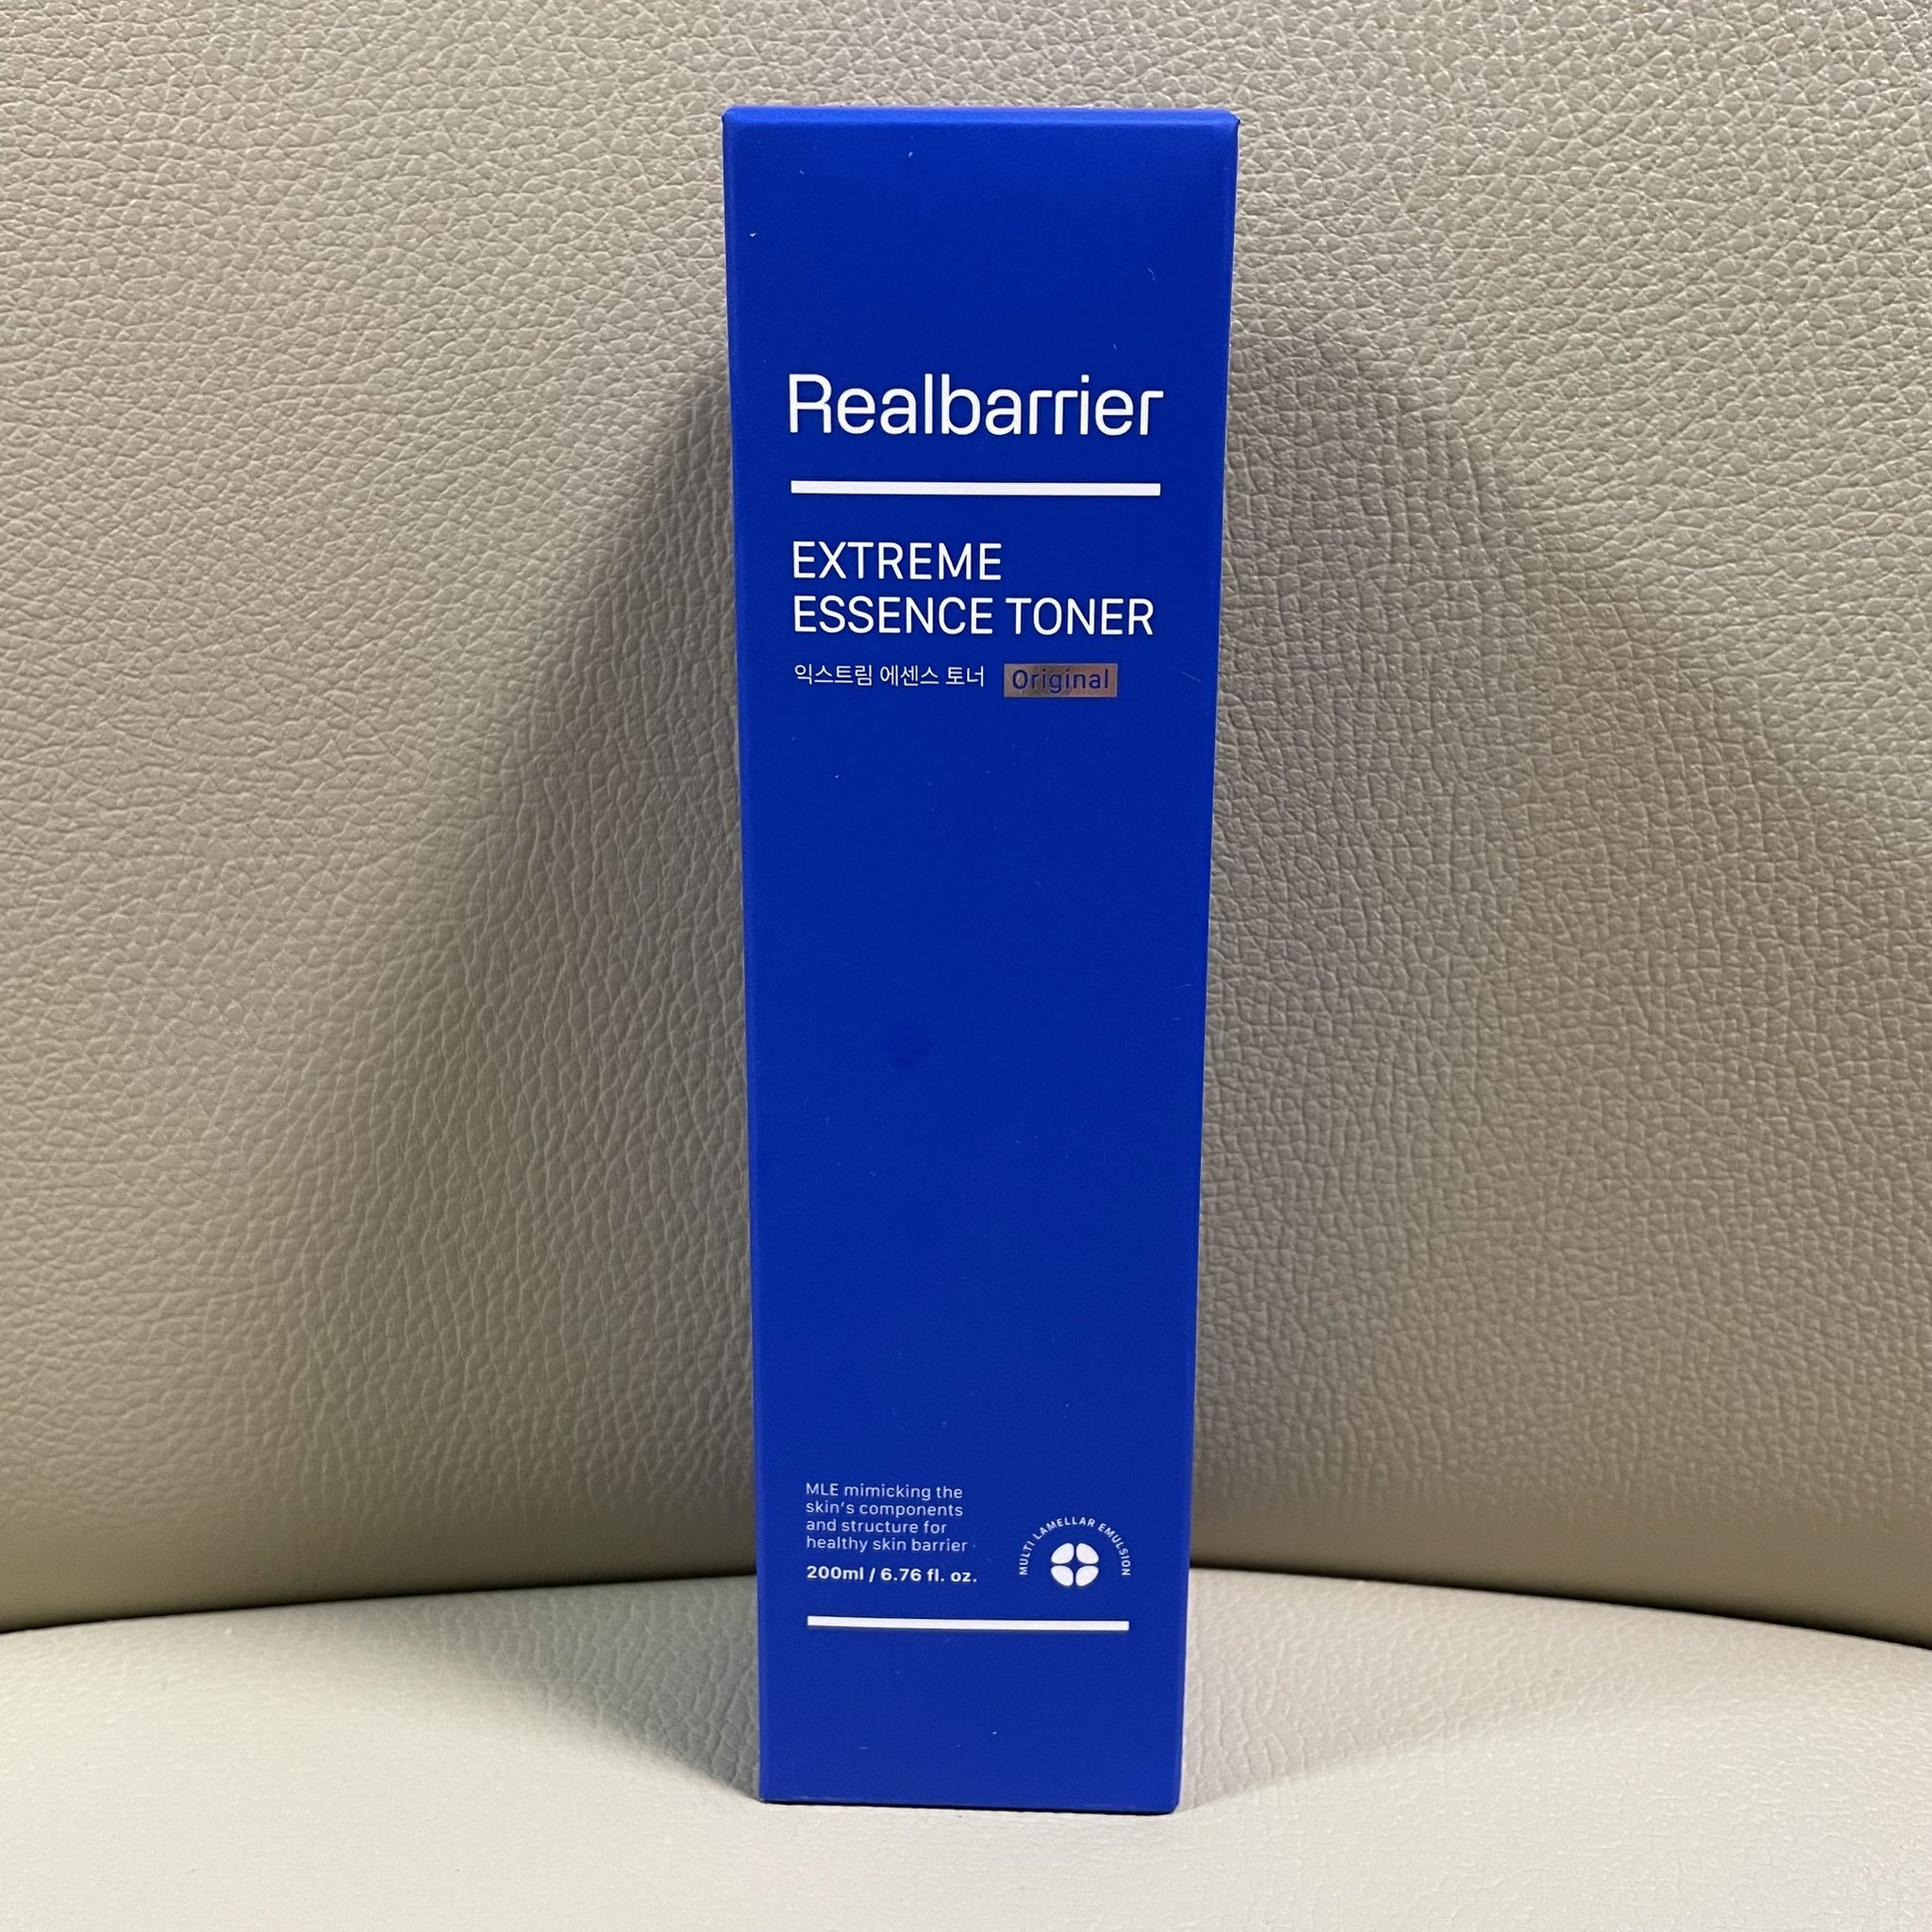 Realbarrier
EXTREME
ESSENCE TONER
익스트림 에센스 토너 Original
MLE mimicking the
skin's components
and structure for
healthy skin barrier
200ml / 6.76 fl. oz.
MULTI LAMELLAR EMULSION